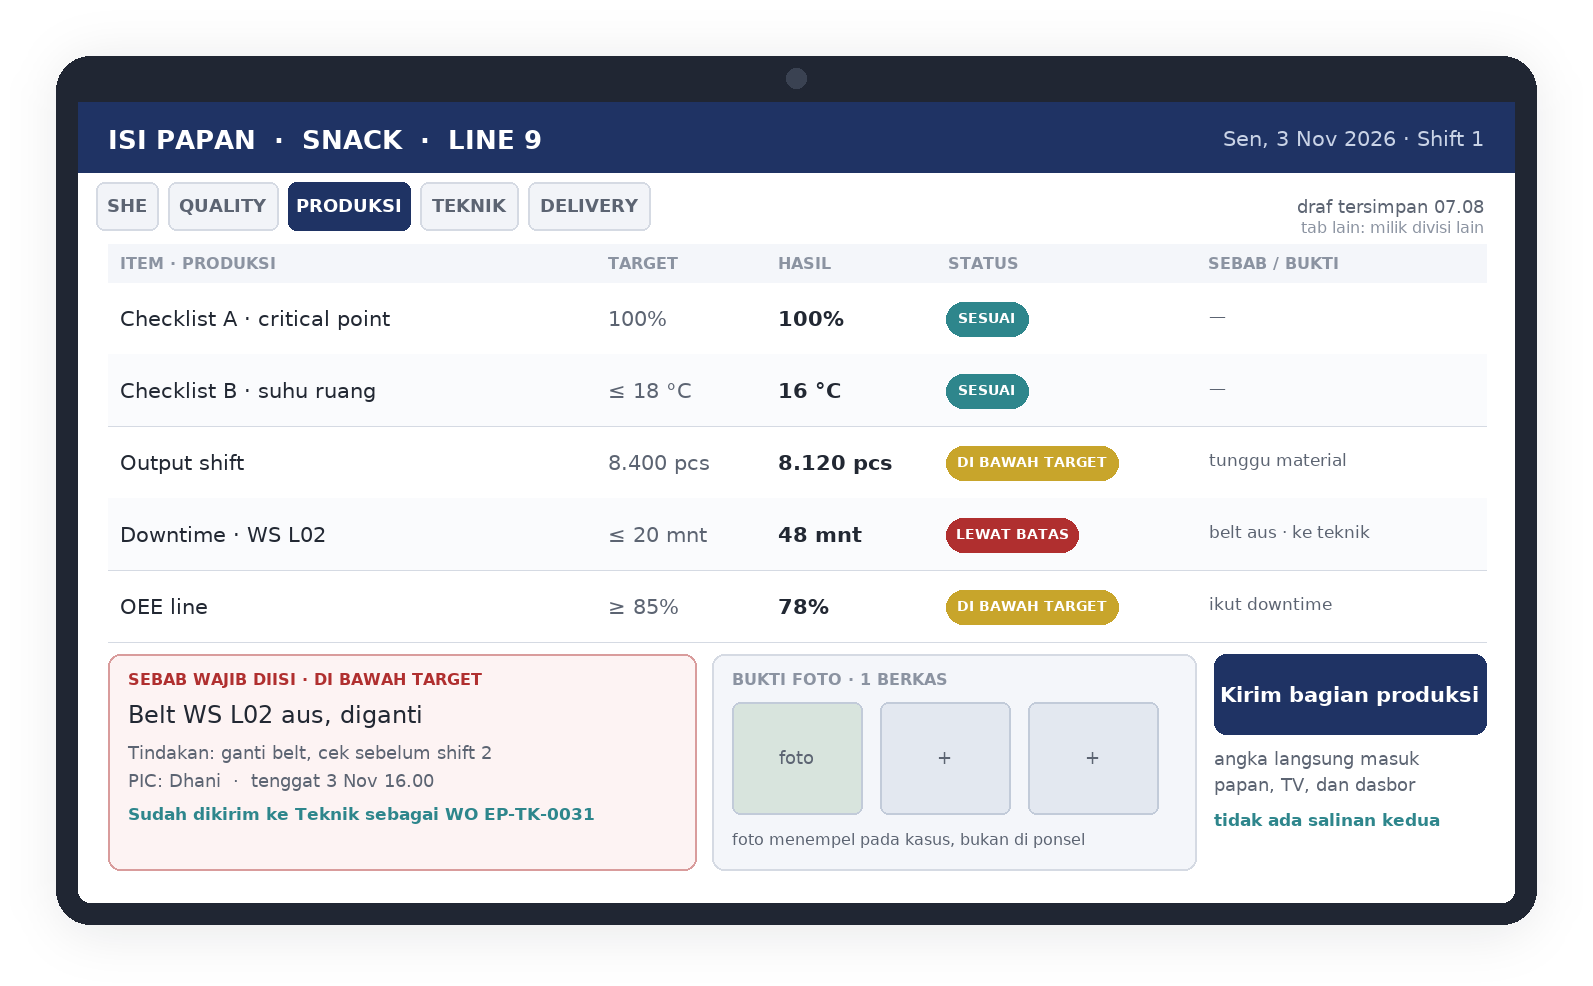 ISI PAPAN · SNACK · LINE 9
Sen, 3 Nov 2026 · Shift 1
SHE QUALITY PRODUKSI TEKNIK DELIVERY
draf tersimpan 07.08
tab lain: milik divisi lain
ITEM · PRODUKSI TARGET HASIL STATUS SEBAB / BUKTI
Checklist A · critical point 100% 100% SESUAI —
Checklist B · suhu ruang ≤ 18 °C 16 °C SESUAI —
Output shift 8.400 pcs 8.120 pcs DI BAWAH TARGET tunggu material
Downtime · WS L02 ≤ 20 mnt 48 mnt LEWAT BATAS belt aus · ke teknik
OEE line ≥ 85% 78% DI BAWAH TARGET ikut downtime
SEBAB WAJIB DIISI · DI BAWAH TARGET
Belt WS L02 aus, diganti
Tindakan: ganti belt, cek sebelum shift 2
PIC: Dhani · tenggat 3 Nov 16.00
Sudah dikirim ke Teknik sebagai WO EP-TK-0031
BUKTI FOTO · 1 BERKAS
foto + +
foto menempel pada kasus, bukan di ponsel
Kirim bagian produksi
angka langsung masuk
papan, TV, dan dasbor
tidak ada salinan kedua